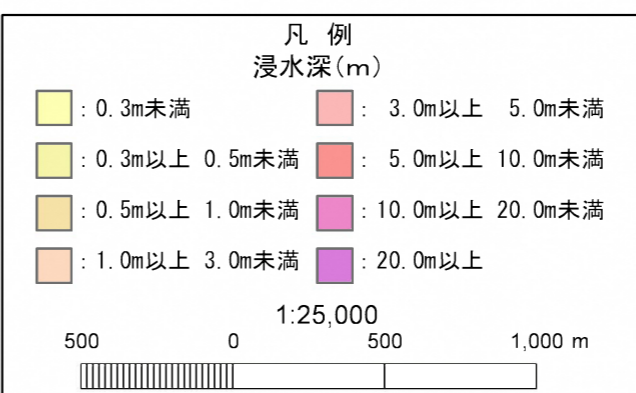 凡 例
浸水深(m)
: 0.3m未満
: 0.3m以上 0.5m未満
: 0.5m以上 1.0m未満
: 1.0m以上 3.0m未満
: 3.0m以上 5.0m未満
: 5.0m以上 10.0m未満
: 10.0m以上 20.0m未満
: 20.0m以上
1:25,000
500 0 500 1,000 m